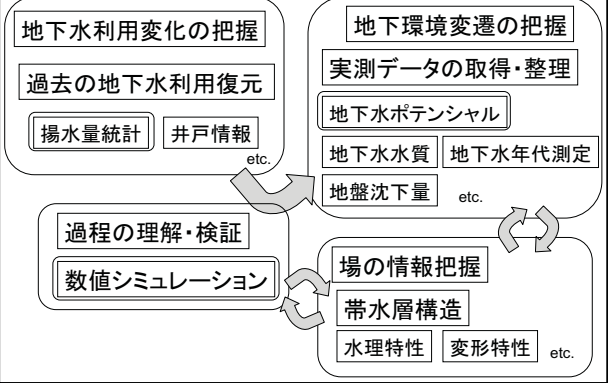 地下水利用変化の把握
過去の地下水利用復元
揚水量統計 井戸情報
etc.
地下環境変遷の把握
実測データの取得・整理
地下水ポテンシャル
地下水水質 地下水年代測定
地盤沈下量 etc.
過程の理解・検証
数値シミュレーション
場の情報把握
帯水層構造
水理特性 変形特性 etc.